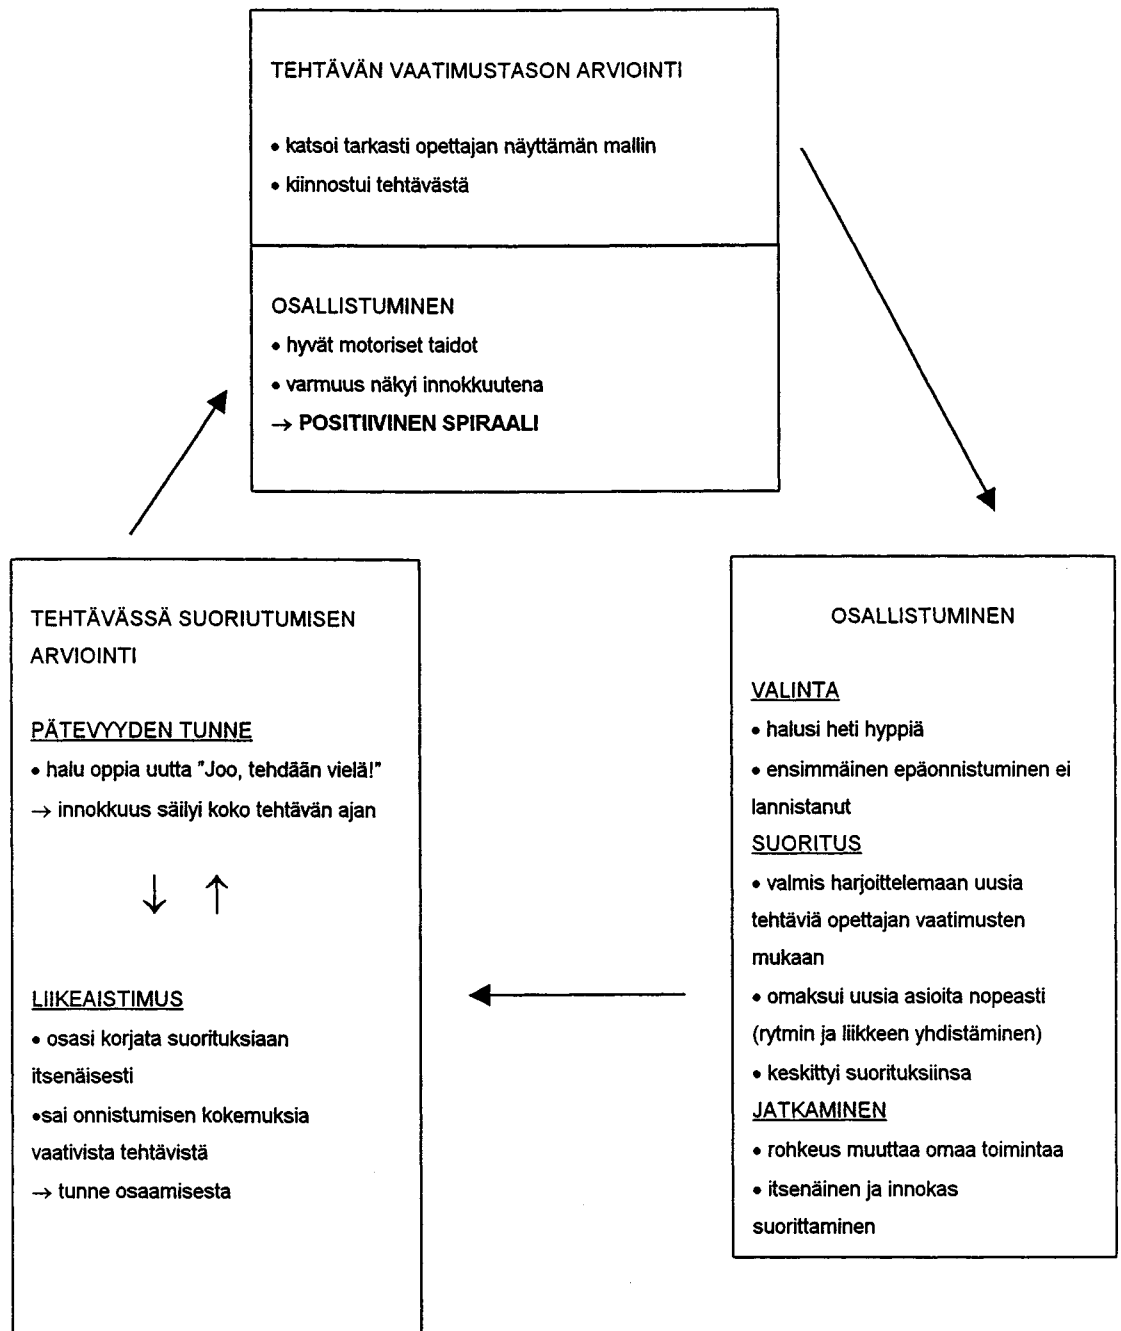 TEHTÄVÄN VAATIMUSTASON ARVIOINTI
• katsoi tarkasti opettajan näyttämän mallin
• kiinnostui tehtävästä
OSALLISTUMINEN
• hyvät motoriset taidot
• varmuus näkyi innokkuutena
→ POSITIIVINEN SPIRAALI
TEHTÄVÄSSÄ SUORIUTUMISEN
ARVIOINTI
PÄTEVYYDEN TUNNE
• halu oppia uutta "Joo, tehdään vielä!"
→ innokkuus säilyi koko tehtävän ajan
↓ ↑
LIIKEAISTIMUS
• osasi korjata suorituksiaan
itsenäisesti
•sai onnistumisen kokemuksia
vaativista tehtävistä
→ tunne osaamisesta
OSALLISTUMINEN
VALINTA
• halusi heti hyppiä
• ensimmäinen epäonnistuminen ei
lannistanut
SUORITUS
• valmis harjoittelemaan uusia
tehtäviä opettajan vaatimusten
mukaan
• omaksui uusia asioita nopeasti
(rytmin ja liikkeen yhdistäminen)
• keskittyi suorituksiinsa
JATKAMINEN
• rohkeus muuttaa omaa toimintaa
• itsenäinen ja innokas
suorittaminen